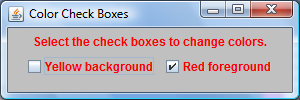 Color Check Boxes
Select the check boxes to change colors.
Yellow background Red foreground